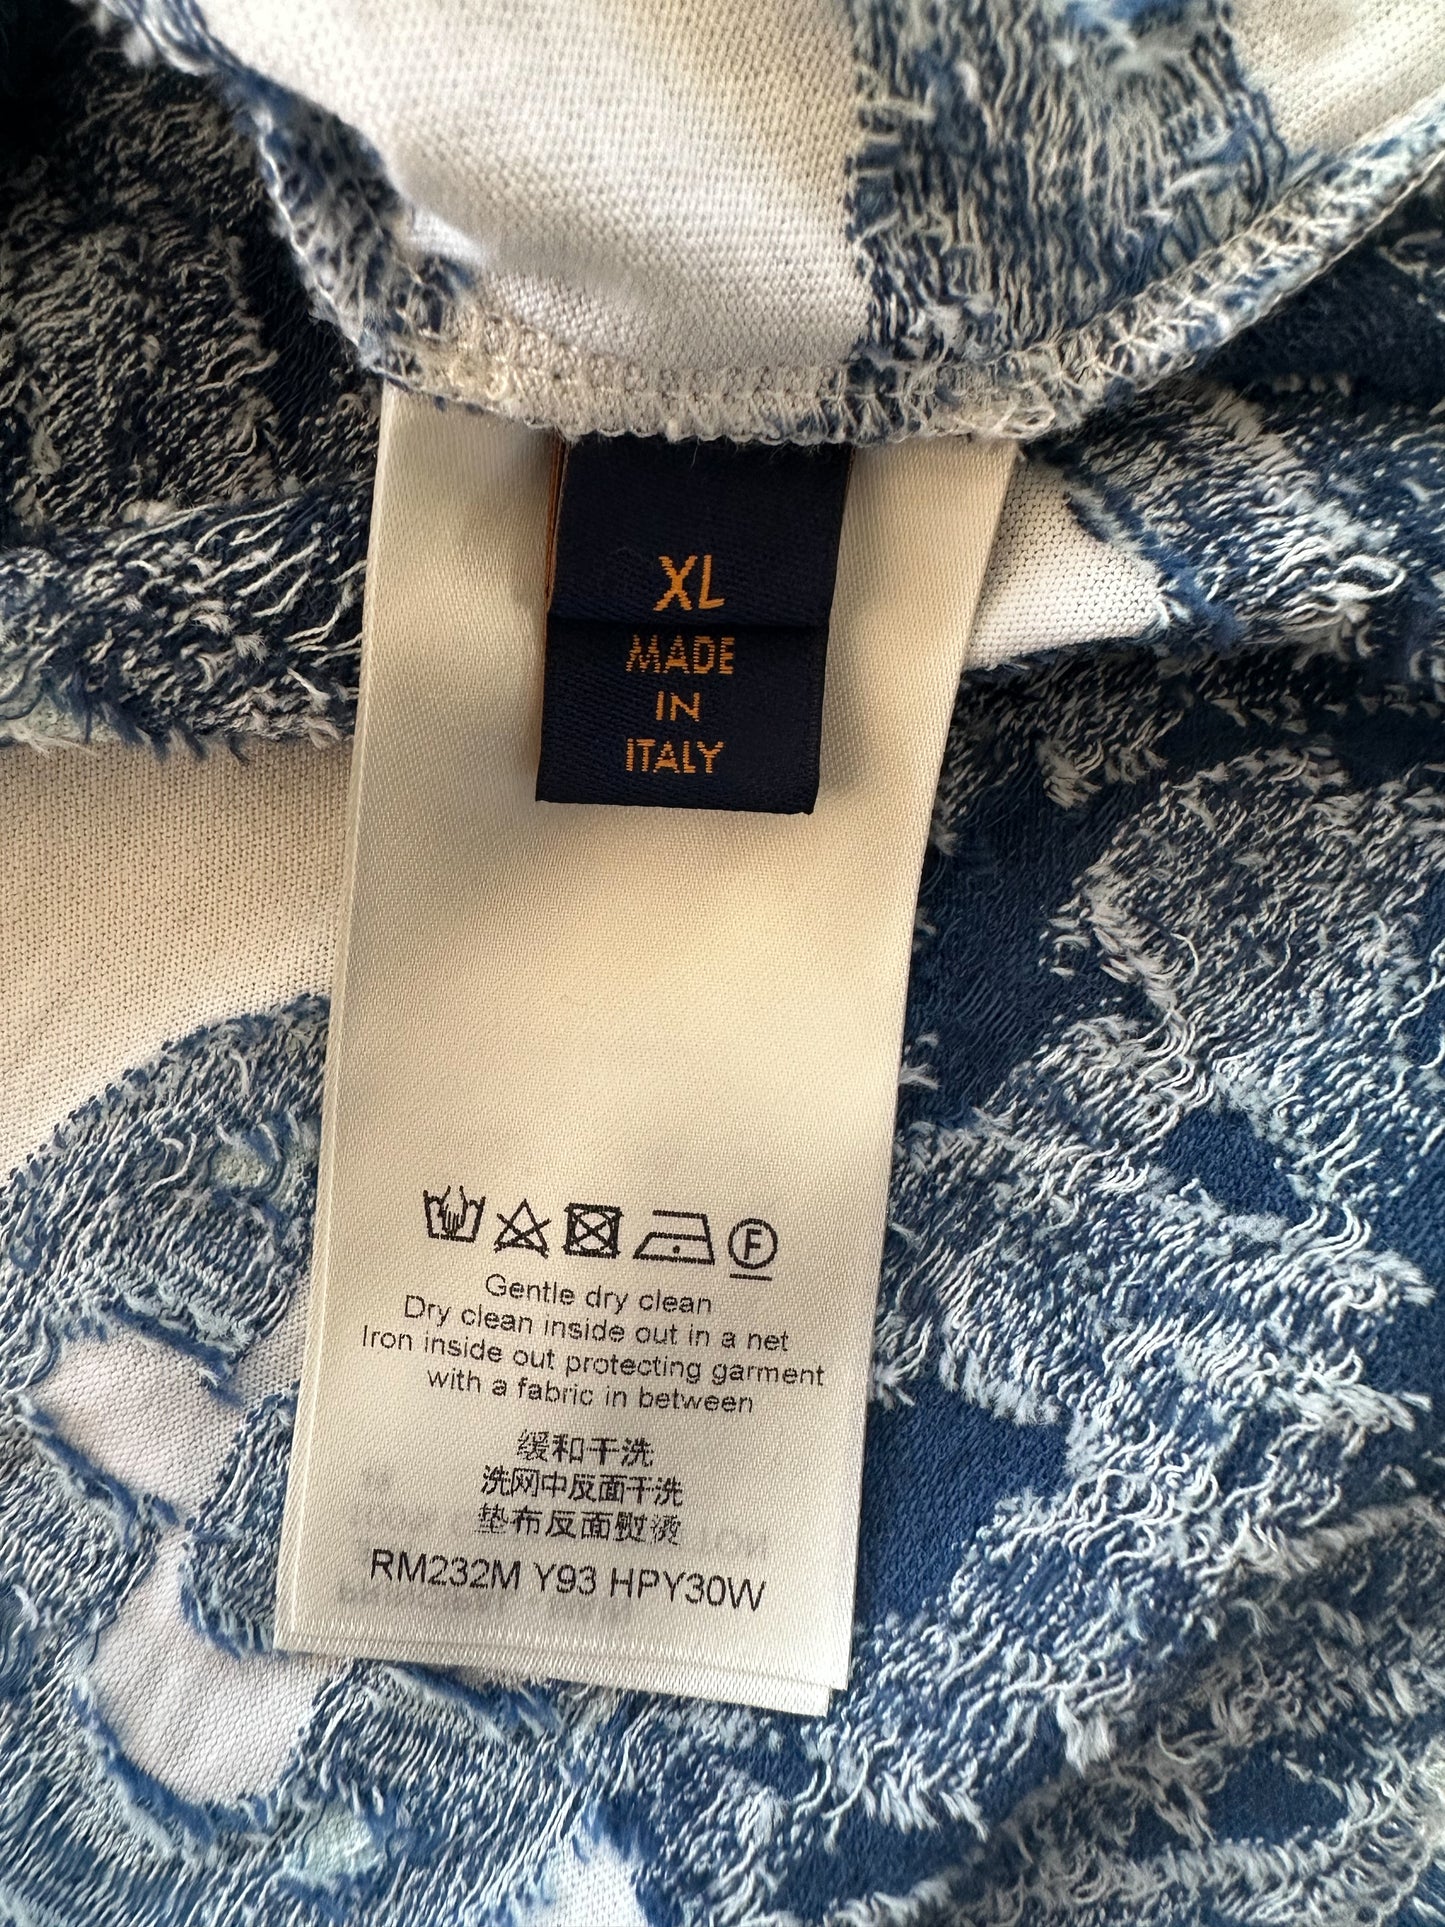 XL
MADE
IN
ITALY
F
Gentle dry clean
Dry clean inside out in a net
Iron inside out protecting garment
with a fabric in between
缓和干洗
洗网中反面干洗
垫布反面熨烫
RM232M Y93 HPY30W